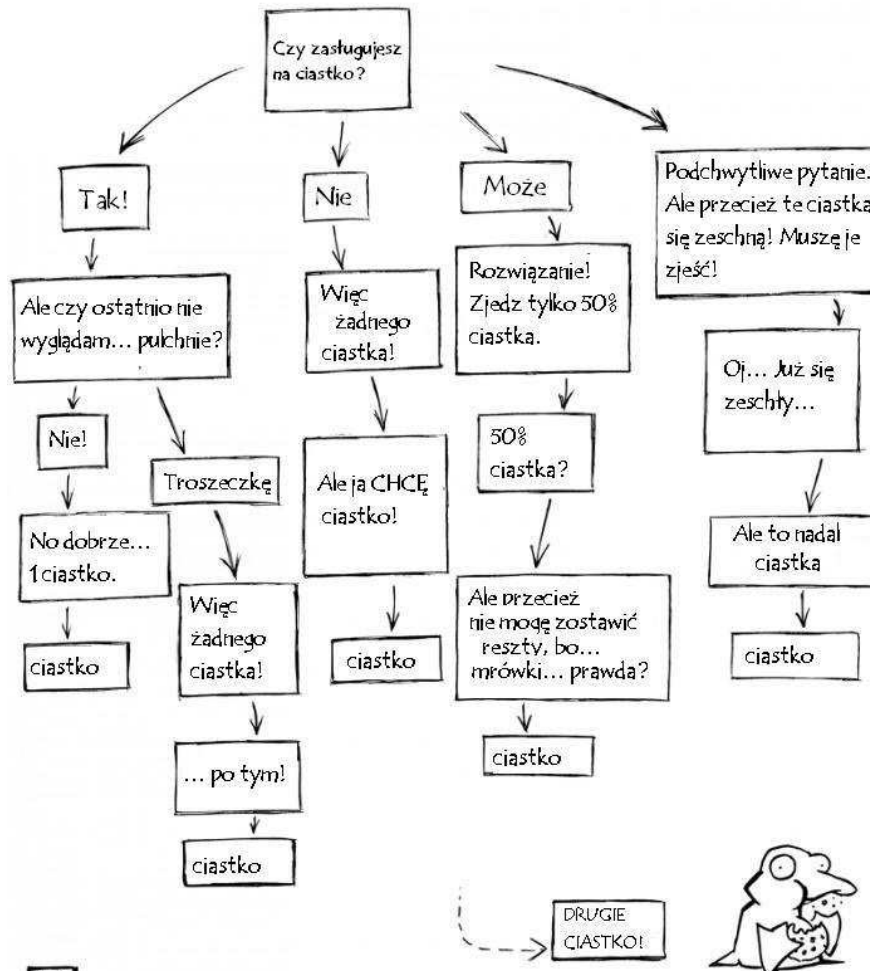 Czy zasługujesz
na ciastko?
Tak!
Nie
Może
Podchwytliwe pytanie.
Ale przecież te ciastka
się zeschną! Muszę je
zjeść!
Ale czy ostatnio nie
wyglądam... pulchnie?
Więc
żadnego
ciastka!
Rozwiązanie!
Zjedz tylko 50%
ciastka.
Oj... Już się
zeschły...
Nie!
Troszeczkę
Ale ja CHCĘ
ciastko!
50%
ciastka?
Ale to nadal
ciastka
No dobrze...
1 ciastko.
Więc
żadnego
ciastka!
Ale przecież
nie mogę zostawić
reszty, bo...
mrówki... prawda?
ciastko
ciastko
ciastko
ciastko
... po tym!
ciastko
DRUGIE
CIASTKO!